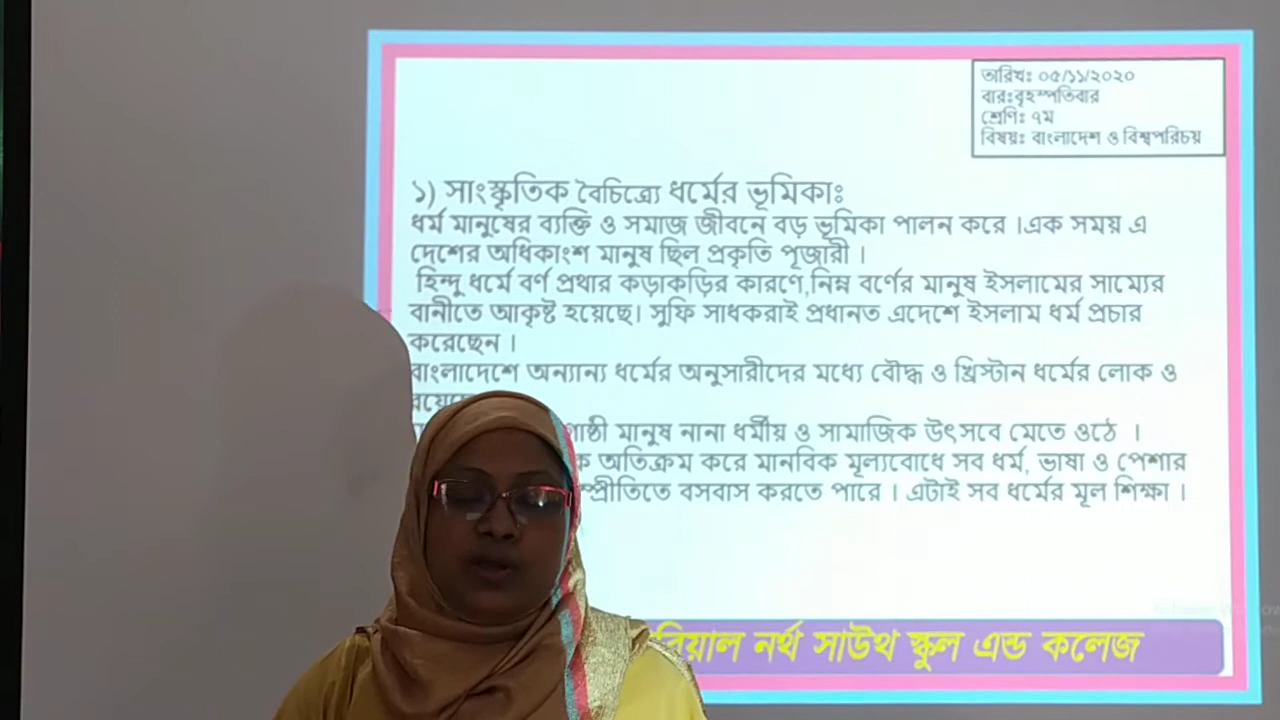 তারিখঃ ০৫/১১/২০২০
বারঃবৃহস্পতিবার
শ্রেণিঃ ৭ম
বিষয়ঃ বাংলাদেশ ও বিশ্বপরিচয়
১) সাংস্কৃতিক বৈচিত্র্যে ধর্মের ভূমিকাঃ
ধর্ম মানুষের ব্যক্তি ও সমাজ জীবনে বড় ভূমিকা পালন করে ।এক সময় এ
দেশের অধিকাংশ মানুষ ছিল প্রকৃতি পূজারী ।
হিন্দু ধর্মে বর্ণ প্রথার কড়াকড়ির কারণে,নিম্ন বর্ণের মানুষ ইসলামের সাম্যের
বানীতে আকৃষ্ট হয়েছে। সুফি সাধকরাই প্রধানত এদেশে ইসলাম ধর্ম প্রচার
করেছেন ।
বাংলাদেশে অন্যান্য ধর্মের অনুসারীদের মধ্যে বৌদ্ধ ও খ্রিস্টান ধর্মের লোক ও
মানুষ নানা ধর্মীয় ও সামাজিক উৎসবে মেতে ওঠে ।
অতিক্রম করে মানবিক মূল্যবোধে সব ধর্ম, ভাষা ও পেশার
বসবাস করতে পারে । এটাই সব ধর্মের মূল শিক্ষা ।
নর্থ সাউথ স্কুল এন্ড কলেজ